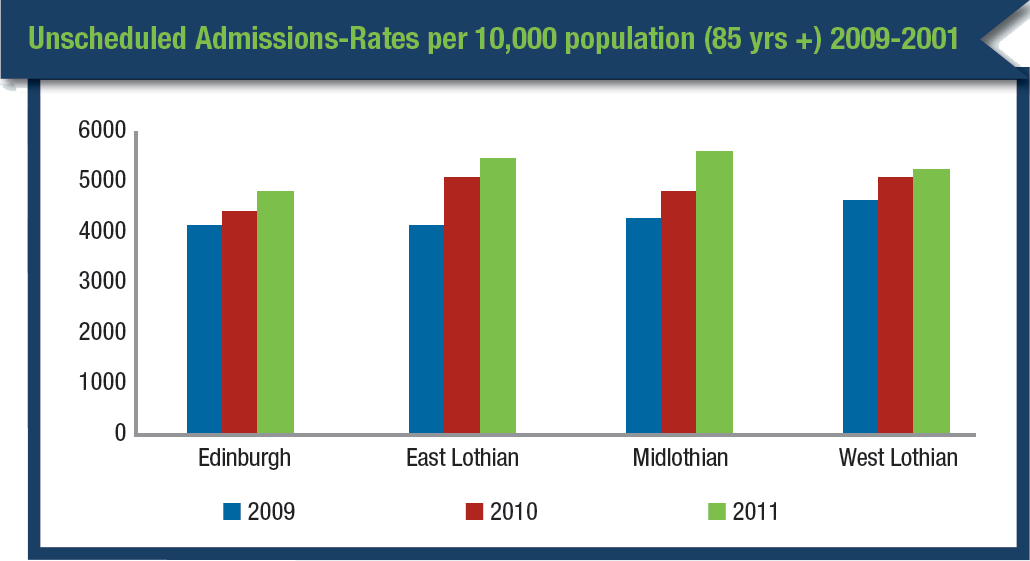 Unscheduled Admissions-Rates per 10,000 population (85 yrs +) 2009-2001
6000
5000
4000
3000
2000
1000
0
Edinburgh East Lothian Midlothian West Lothian
2009 2010 2011